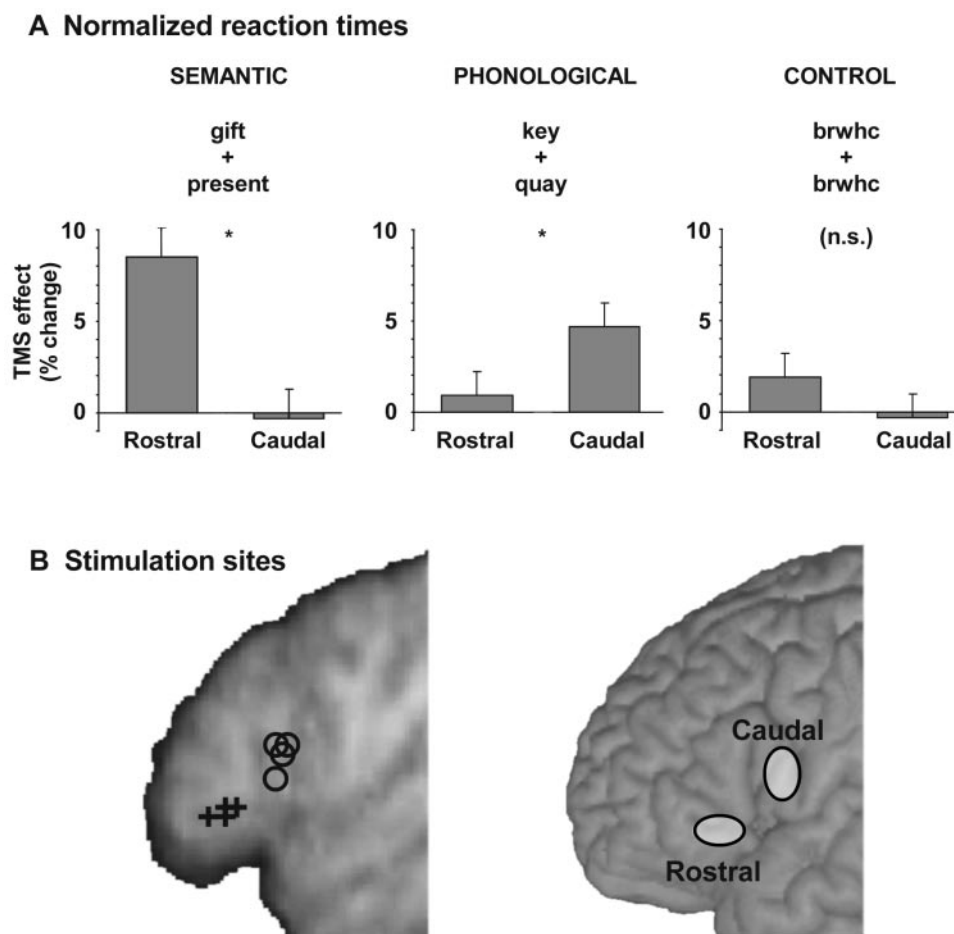 A Normalized reaction times
SEMANTIC PHONOLOGICAL CONTROL
gift key brwhc
+ + +
present quay brwhc
10 * 10 * 10 (n.s.)
TMS effect
(% change)
5 5 5
0 0 0
Rostral Caudal Rostral Caudal Rostral Caudal
B Stimulation sites
Caudal
Rostral